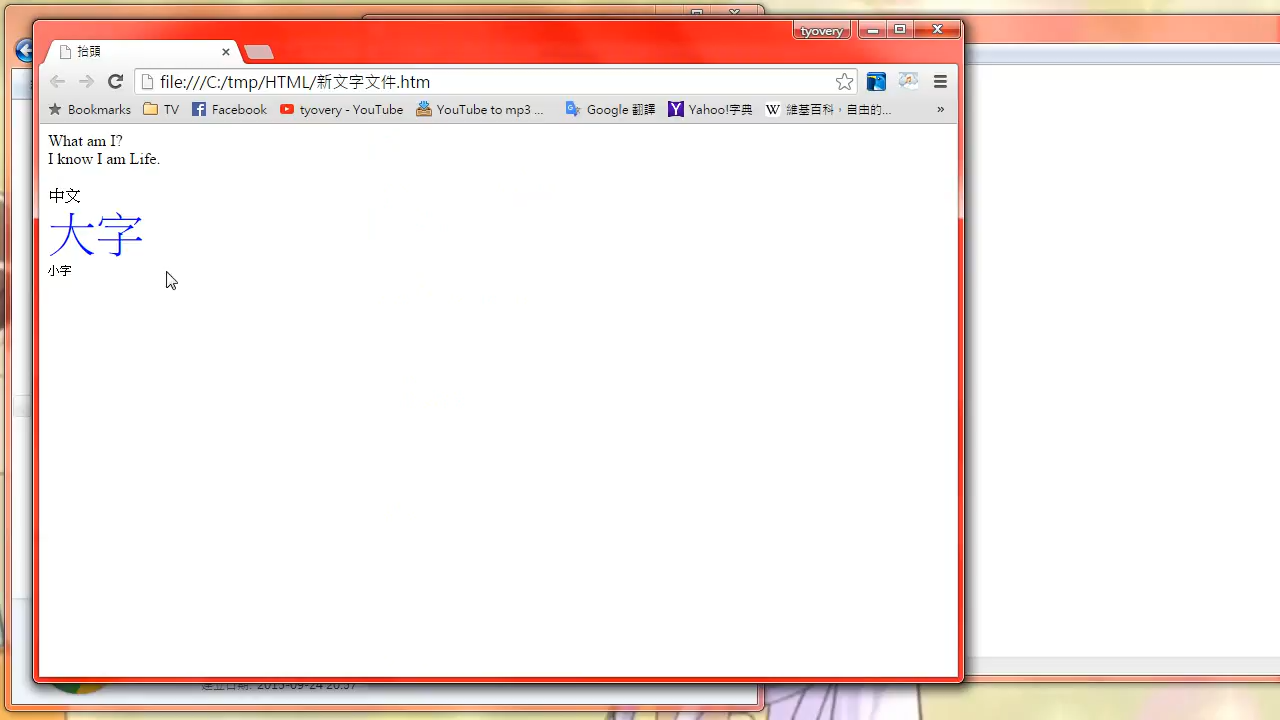 tyovery
抬頭
file:///C:/tmp/HTML/新文字文件.htm
Bookmarks TV Facebook tyovery - YouTube YouTube to mp3 ... Google 翻譯 Yahoo!字典 維基百科，自由的... »
What am I?
I know I am Life.
中文
大字
小字